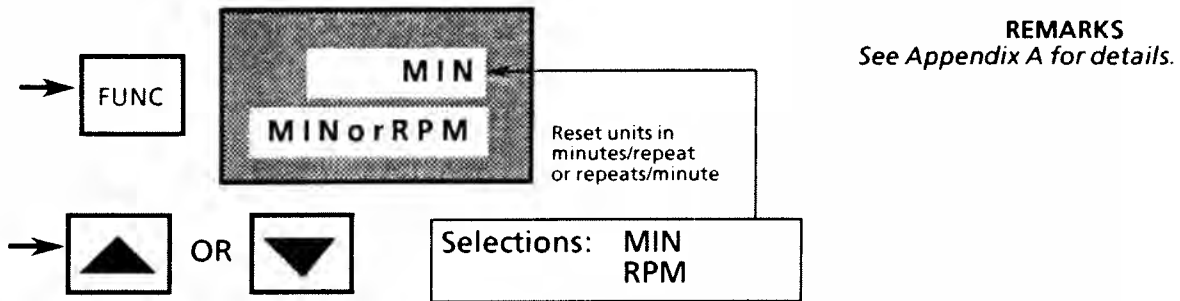 REMARKS
See Appendix A for details.
FUNC
MIN
MINorRPM
Reset units in
minutes/repeat
or repeats/minute
OR
Selections: MIN
RPM